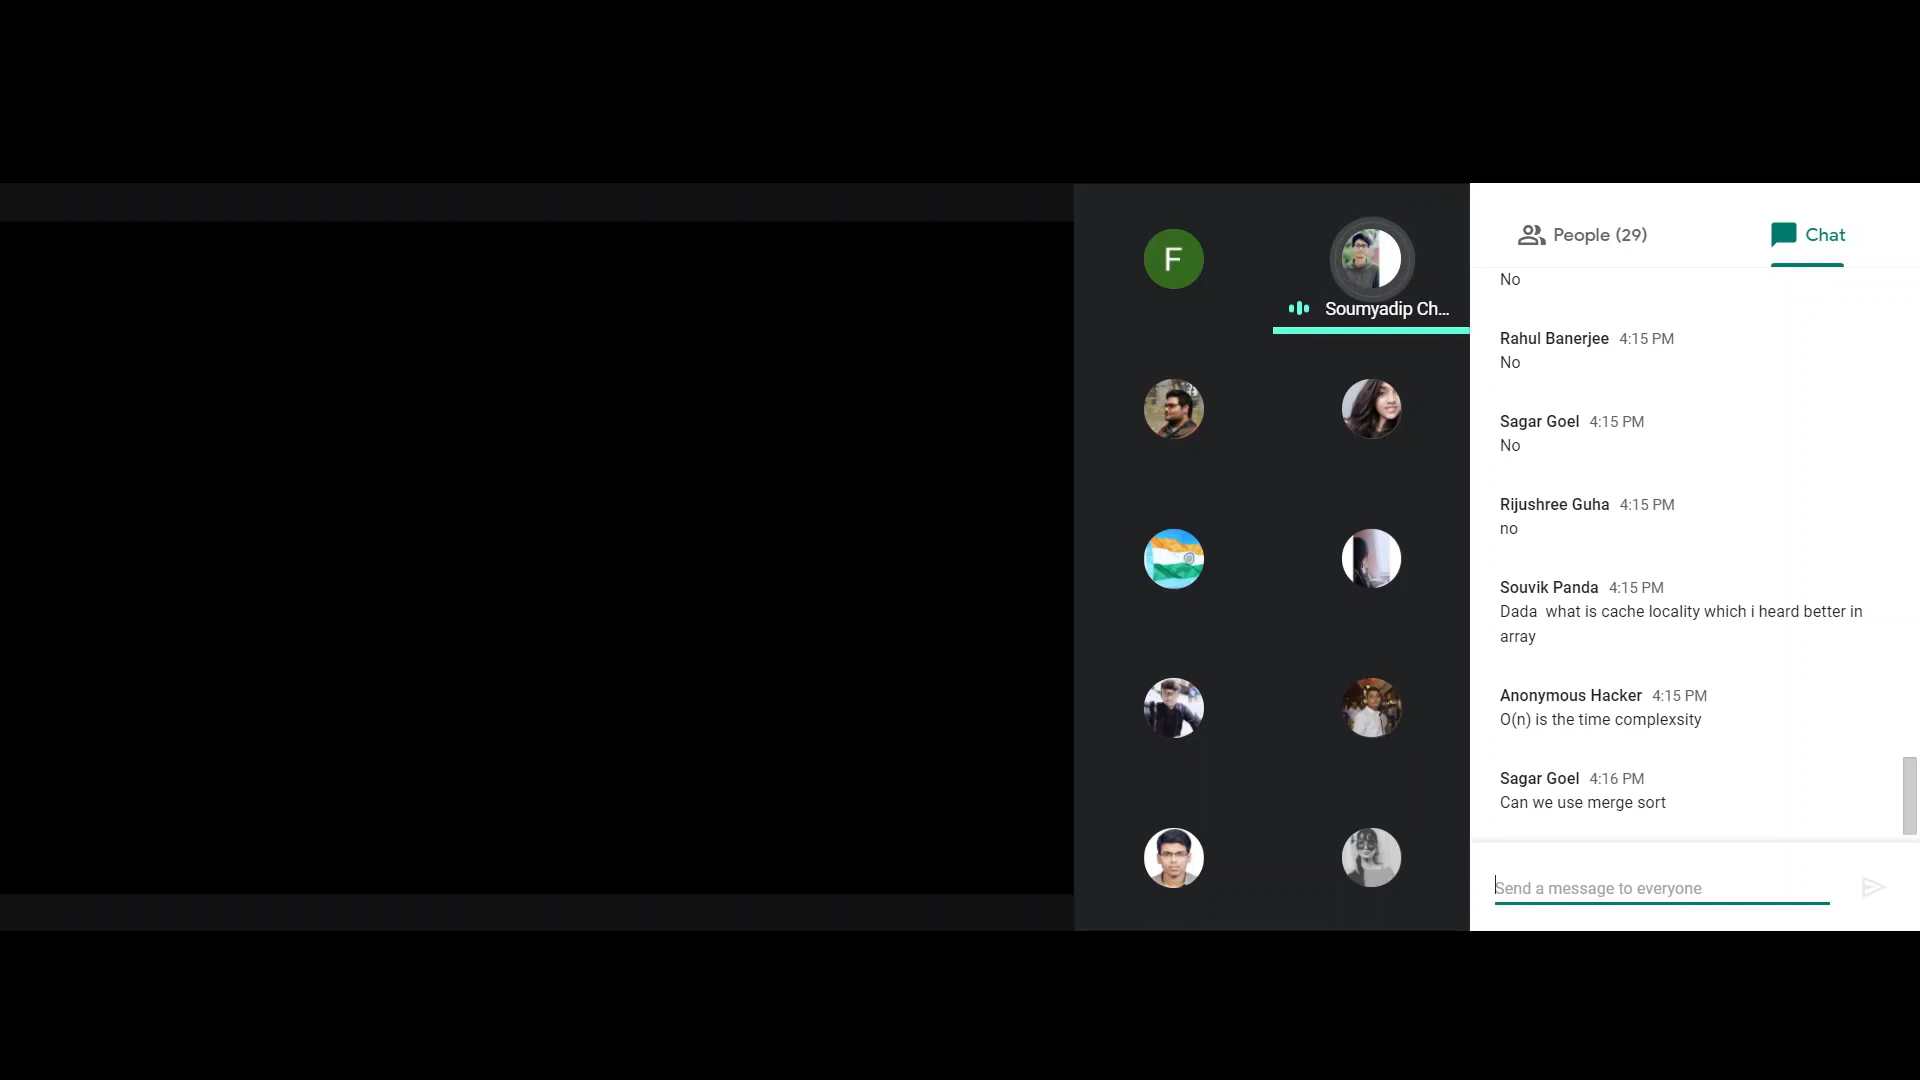 F
Soumyadip Ch...
People (29)
Chat
No
Rahul Banerjee 4:15 PM
No
Sagar Goel 4:15 PM
No
Rijushree Guha 4:15 PM
no
Souvik Panda 4:15 PM
Dada what is cache locality which i heard better in
array
Anonymous Hacker 4:15 PM
O(n) is the time complexsity
Sagar Goel 4:16 PM
Can we use merge sort
Send a message to everyone